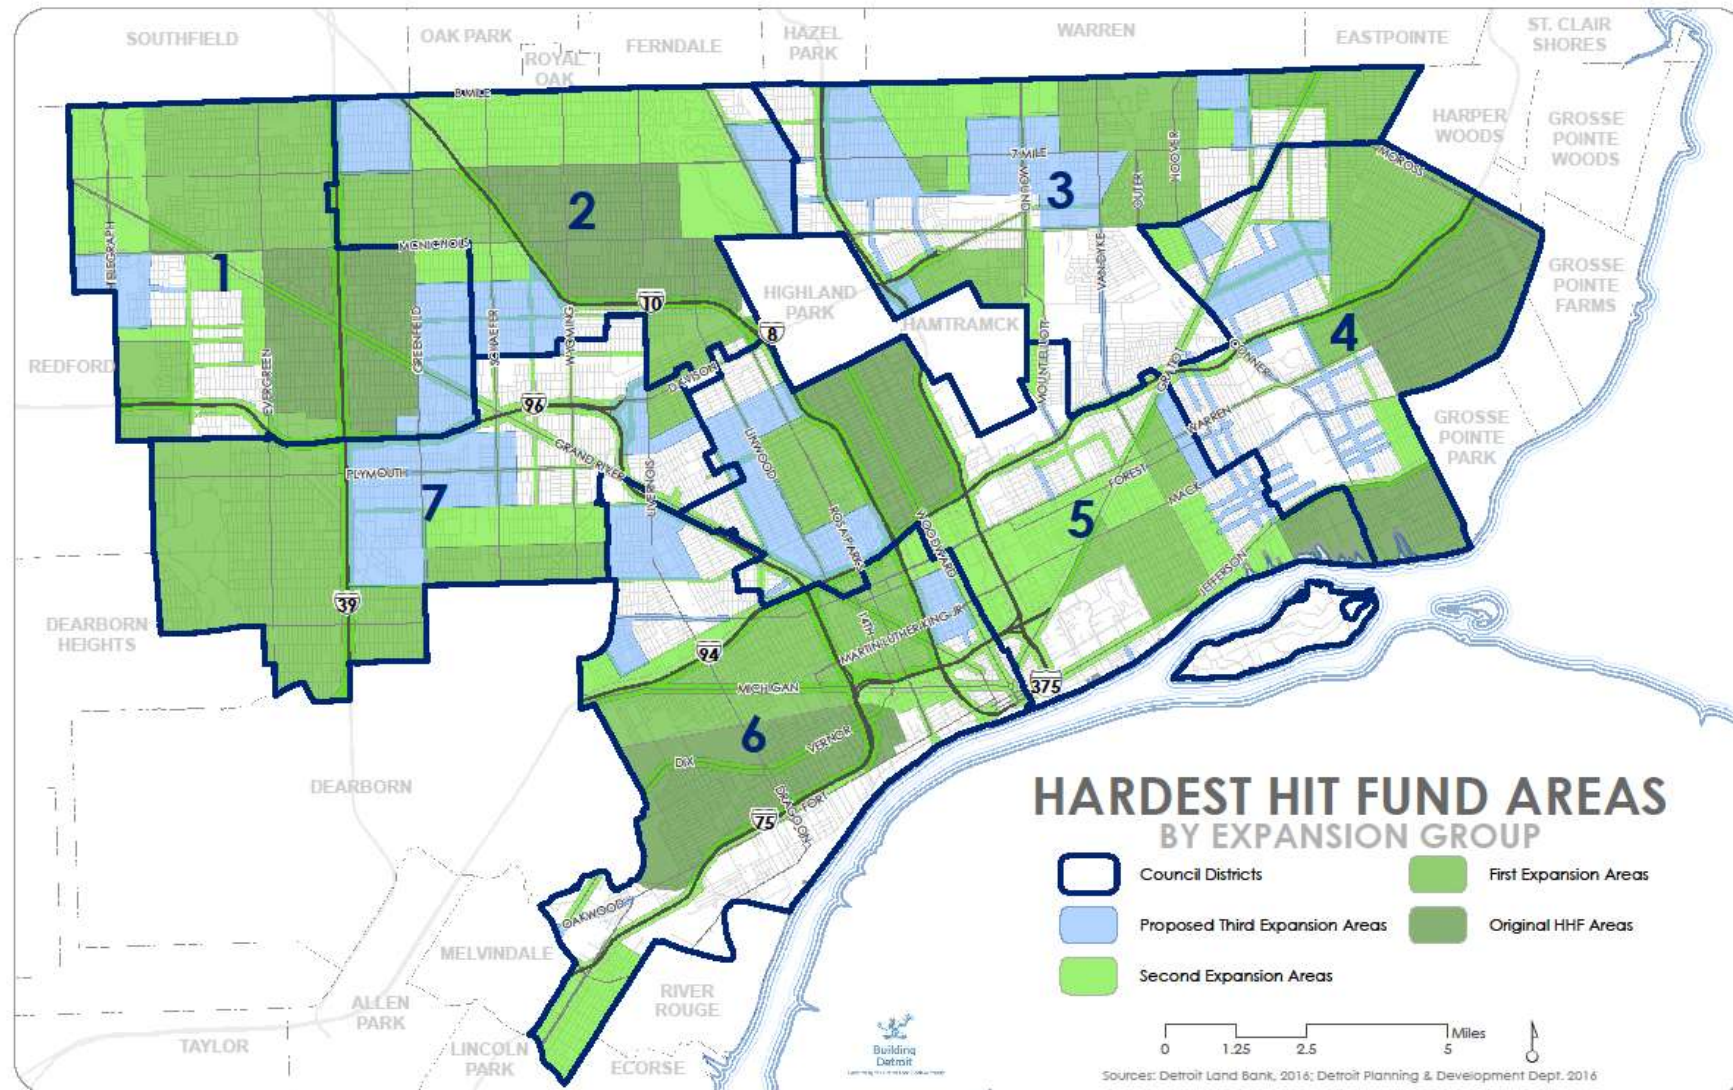 SOUTHFIELD
OAK PARK
ROYAL
OAK
FERNDALE
HAZEL
PARK
WARREN
EASTPOINTE
ST. CLAIR
SHORES
8 MILE
HARPER
WOODS
GROSSE
POINTE
WOODS
7 MILE
MOROSS
HOOVER
OUTER
MOUND
2
3
TELEGRAPH
MCNICHOLS
1
VAN DYKE
GROSSE
POINTE
FARMS
10
HIGHLAND
PARK
8
HAMTRAMCK
GREENFIELD
SCHAEFER
WYOMING
4
REDFORD
EVERGREEN
DAVISON
MOUNT ELLIOTT
GRATIOT
CONNER
96
LINWOOD
WARREN
GROSSE
POINTE
PARK
GRAND RIVER
PLYMOUTH
LIVERNOIS
7
FOREST
MACK
5
ROSA PARKS
WOODWARD
JEFFERSON
39
DEARBORN
HEIGHTS
14TH
MARTIN LUTHER KING JR
94
MICHIGAN
375
6
VERNOR
DIX
DEARBORN
DRAGOON
FORT
75
OAKWOOD
MELVINDALE
RIVER
ROUGE
ALLEN
PARK
TAYLOR
LINCOLN
PARK
ECORSE
HARDEST HIT FUND AREAS
BY EXPANSION GROUP
Council Districts
First Expansion Areas
Proposed Third Expansion Areas
Original HHF Areas
Second Expansion Areas
Building
Detroit
Miles
0 1.25 2.5 5
Sources: Detroit Land Bank, 2016; Detroit Planning & Development Dept. 2016